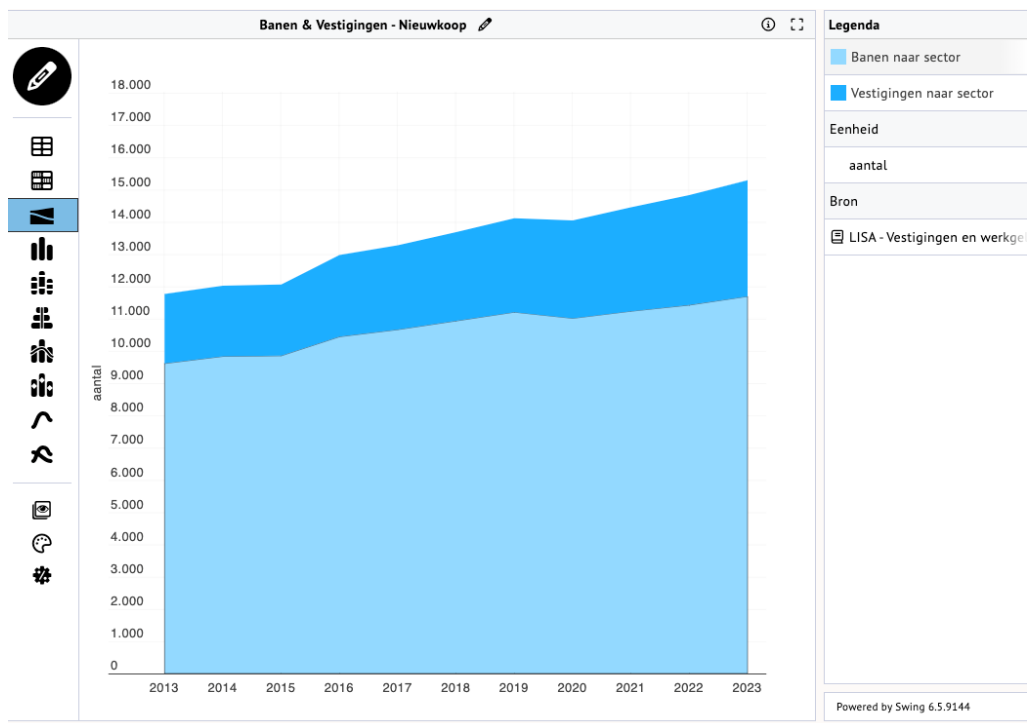 Banen & Vestigingen - Nieuwkoop
18.000
17.000
16.000
15.000
14.000
13.000
12.000
11.000
10.000
9.000
8.000
7.000
6.000
5.000
4.000
3.000
2.000
1.000
0
aantal
2013 2014 2015 2016 2017 2018 2019 2020 2021 2022 2023
Legenda
Banen naar sector
Vestigingen naar sector
Eenheid
aantal
Bron
LISA - Vestigingen en
Powered by Swing 6.5.9144